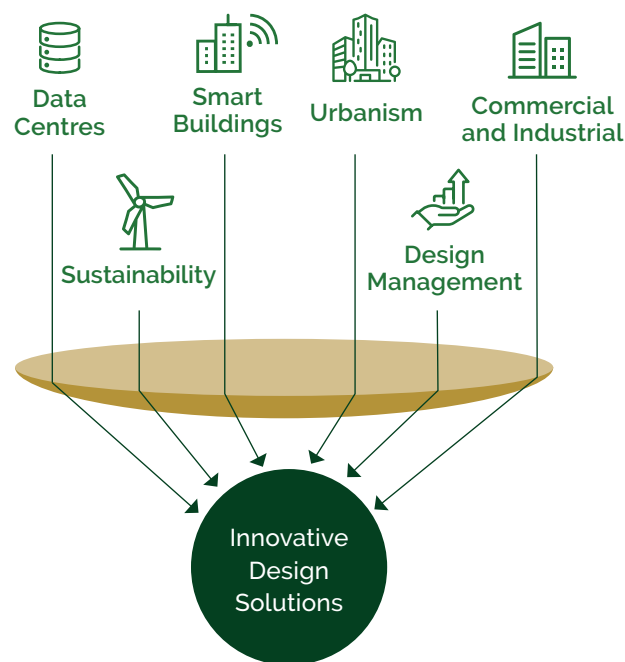 Data
Centres
Smart
Buildings
Urbanism
Commercial
and Industrial
Sustainability
Design
Management
Innovative
Design
Solutions